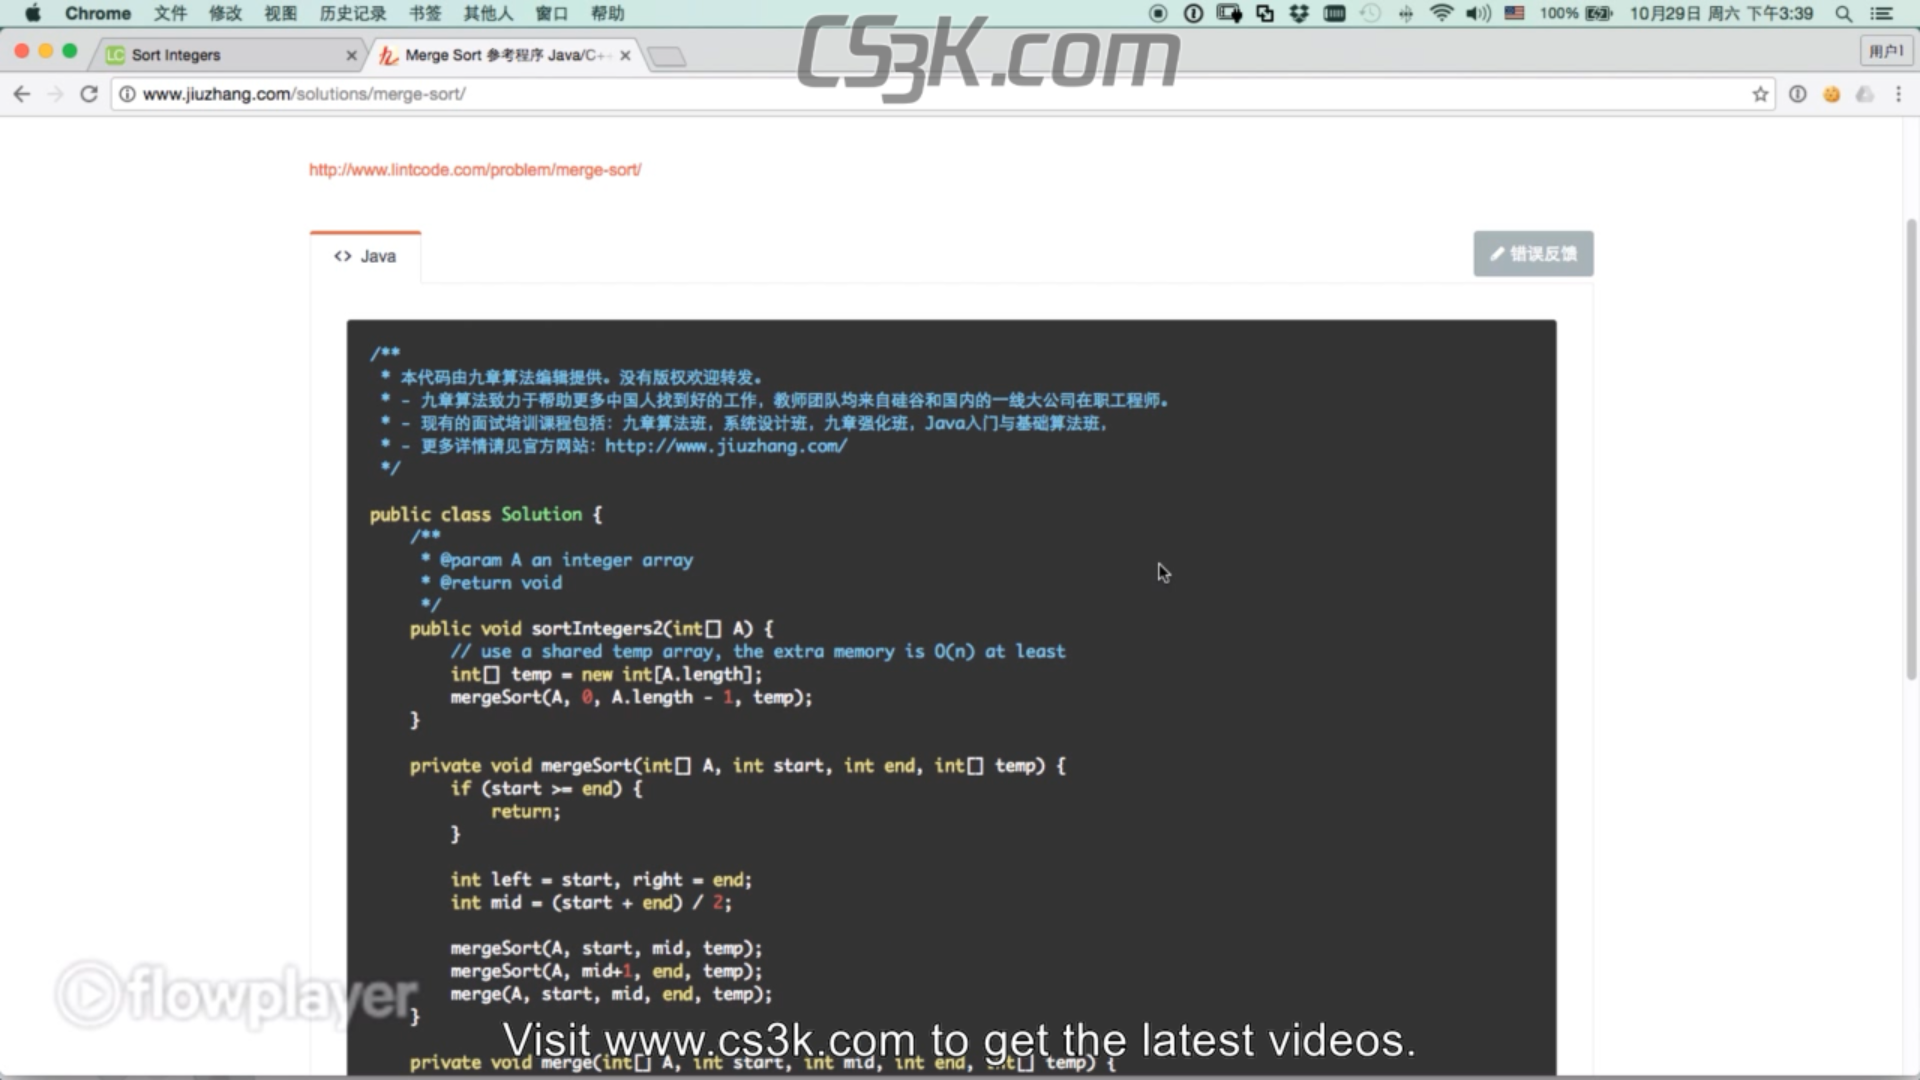 Chrome 文件 修改 视图 历史记录 书签 其他人 窗口 帮助 100% 10月29日 周六 下午3:39
Sort Integers Merge Sort 参考程序 Java/C++ 用户1
CS3K.com
www.jiuzhang.com/solutions/merge-sort/
http://www.lintcode.com/problem/merge-sort/
<> Java 错误反馈
/**
* 本代码由九章算法编辑提供。没有版权欢迎转发。
* - 九章算法致力于帮助更多中国人找到好的工作，教师团队均来自硅谷和国内的一线大公司在职工程师。
* - 现有的面试培训课程包括：九章算法班，系统设计班，九章强化班，Java入门与基础算法班，
* - 更多详情请见官方网站：http://www.jiuzhang.com/
*/
public class Solution {
/**
* @param A an integer array
* @return void
*/
public void sortIntegers2(int[] A) {
// use a shared temp array, the extra memory is O(n) at least
int[] temp = new int[A.length];
mergeSort(A, 0, A.length - 1, temp);
}
private void mergeSort(int[] A, int start, int end, int[] temp) {
if (start >= end) {
return;
}
int left = start, right = end;
int mid = (start + end) / 2;
mergeSort(A, start, mid, temp);
mergeSort(A, mid+1, end, temp);
merge(A, start, mid, end, temp);
}
flowplayer
Visit www.cs3k.com to get the latest videos.
private void merge(int[] A, int start, int mid, int end, int[] temp) {